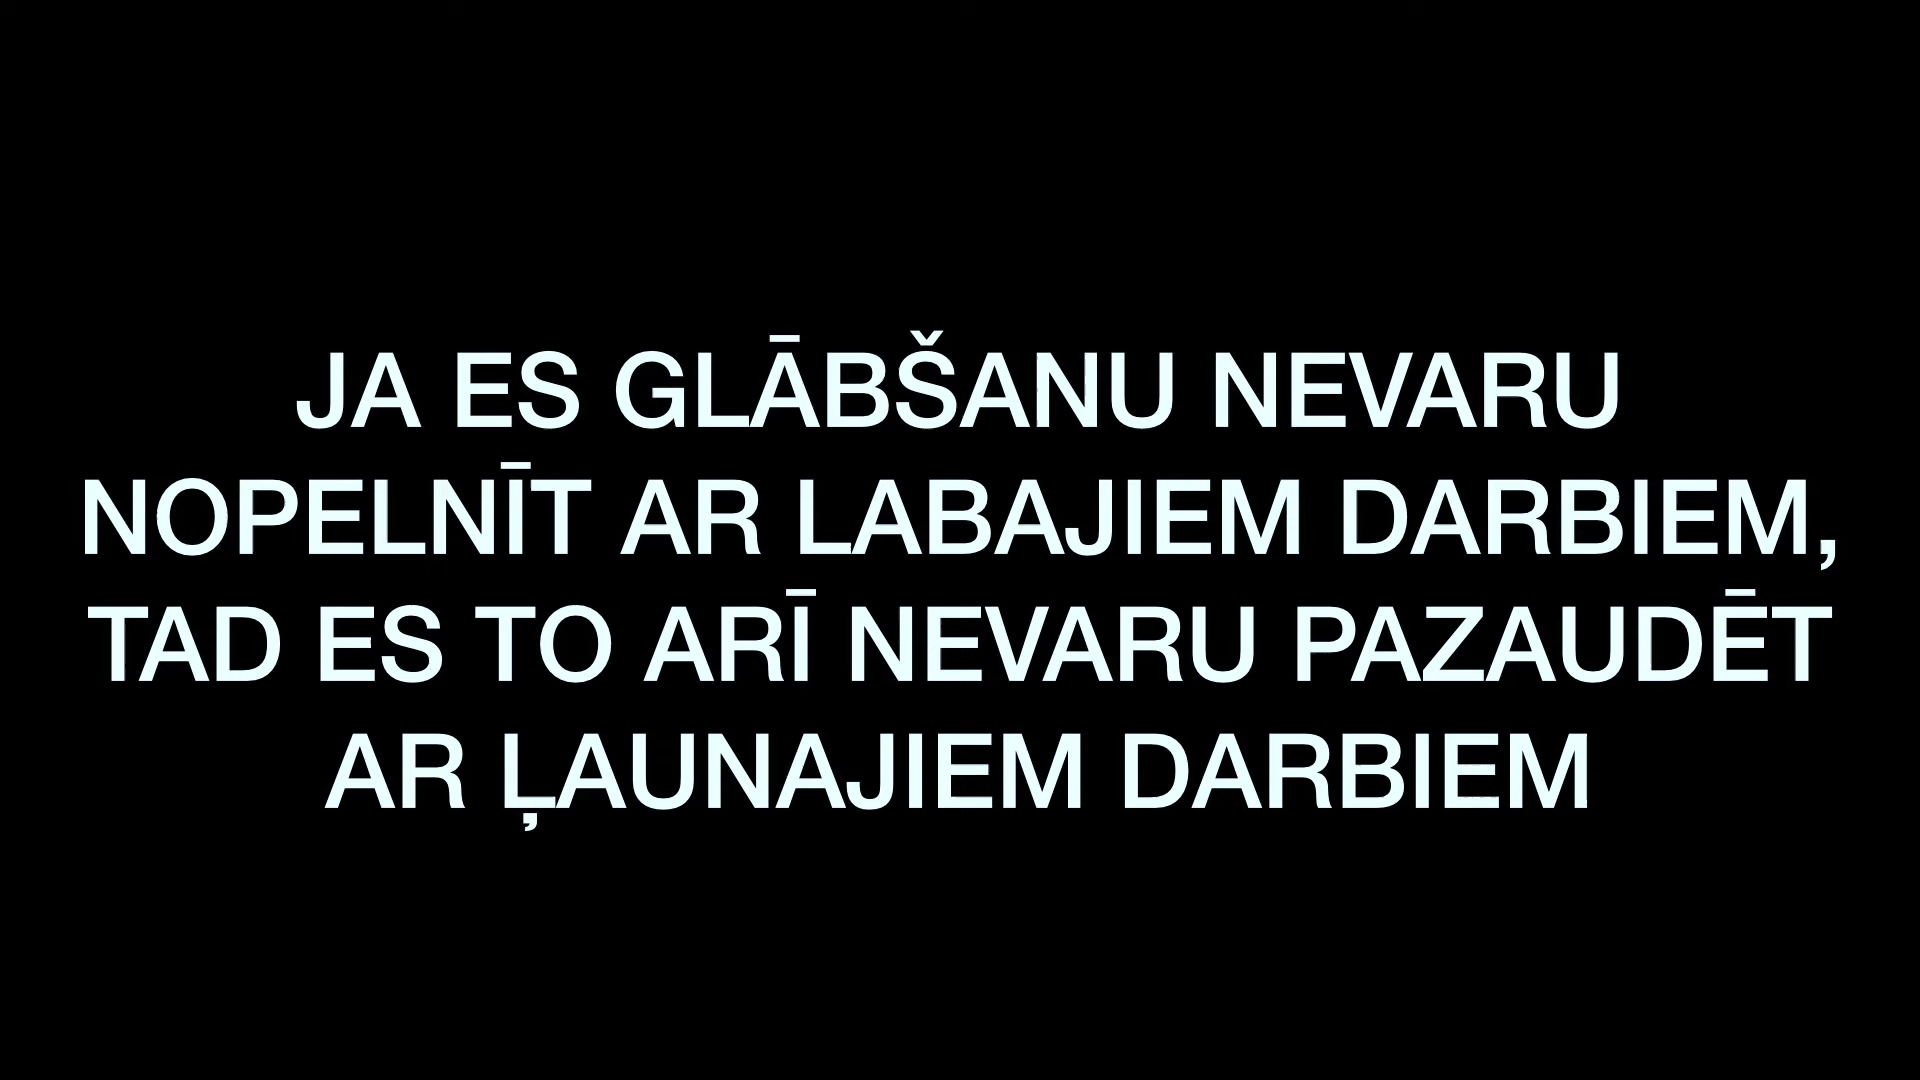 JA ES GLĀBŠANU NEVARU
NOPELNĪT AR LABAJIEM DARBIEM,
TAD ES TO ARĪ NEVARU PAZAUDĒT
AR ĻAUNAJIEM DARBIEM